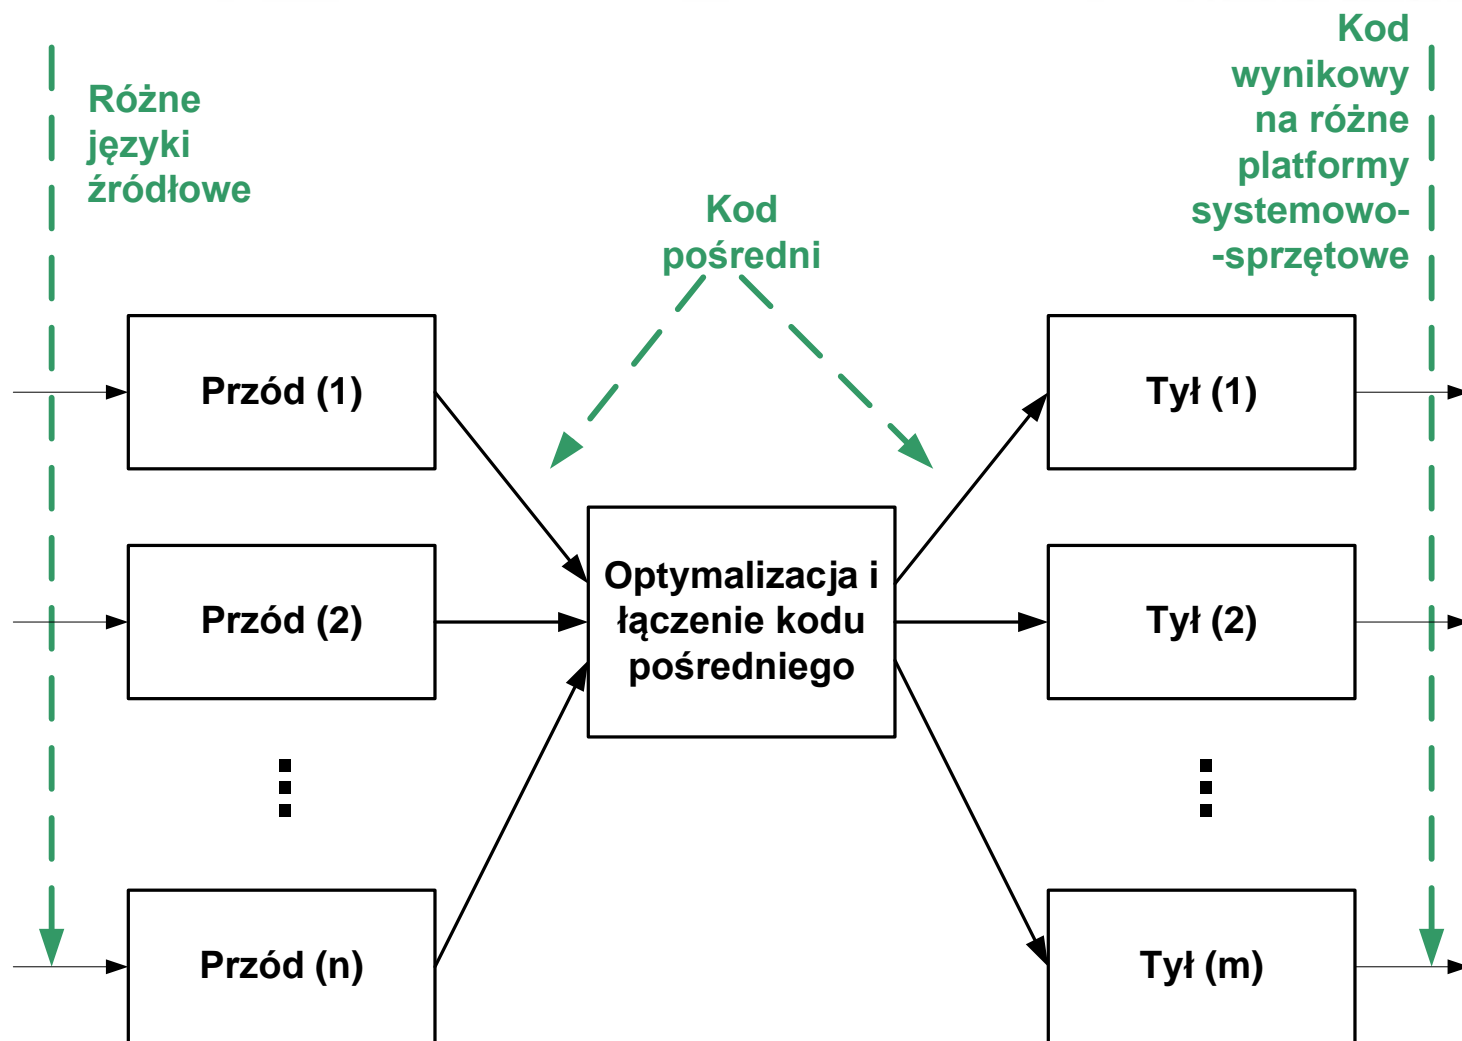 Różne
języki
źródłowe
Kod
pośredni
Kod
wynikowy
na różne
platformy
systemowo-
-sprzętowe
Przód (1)
Tył (1)
Przód (2)
Optymalizacja i
łączenie kodu
pośredniego
Tył (2)
Przód (n)
Tył (m)